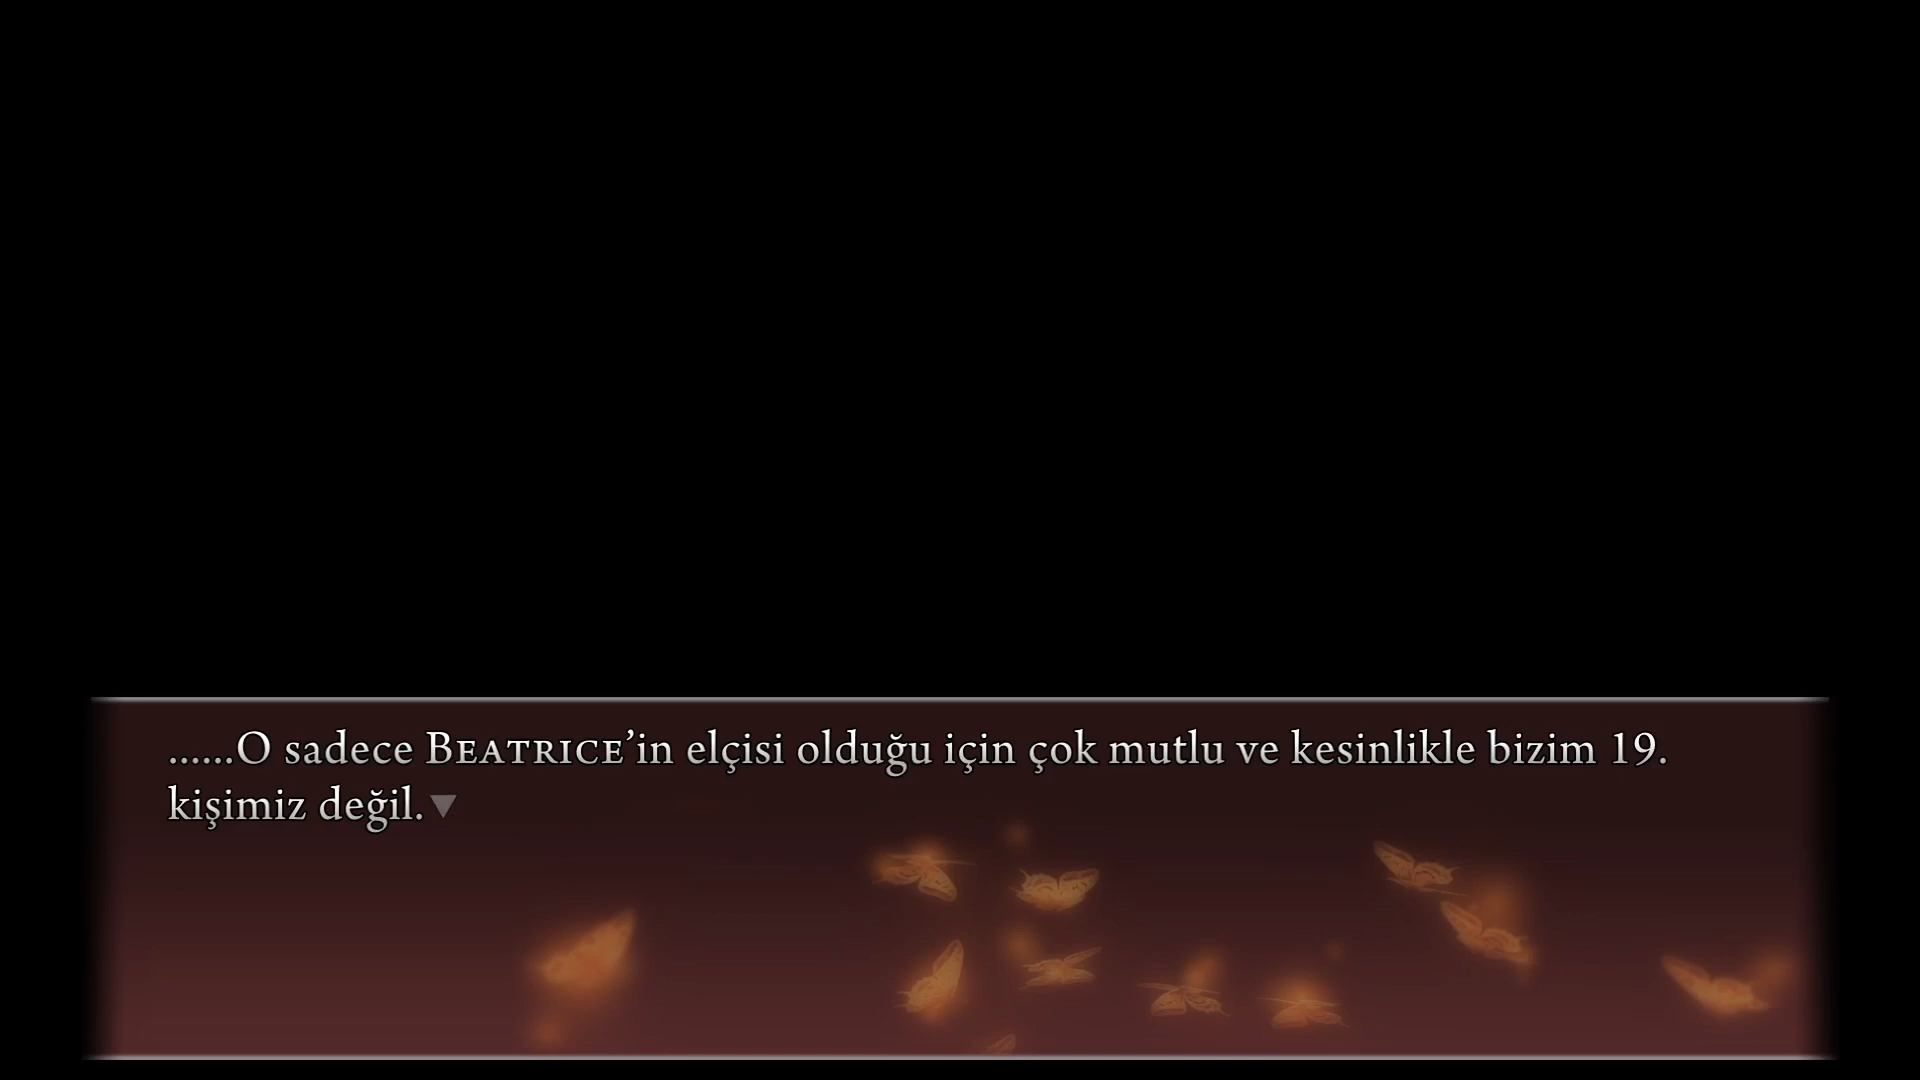 ......O sadece BEATRICE’in elçisi olduğu için çok mutlu ve kesinlikle bizim 19.
kişimiz değil.